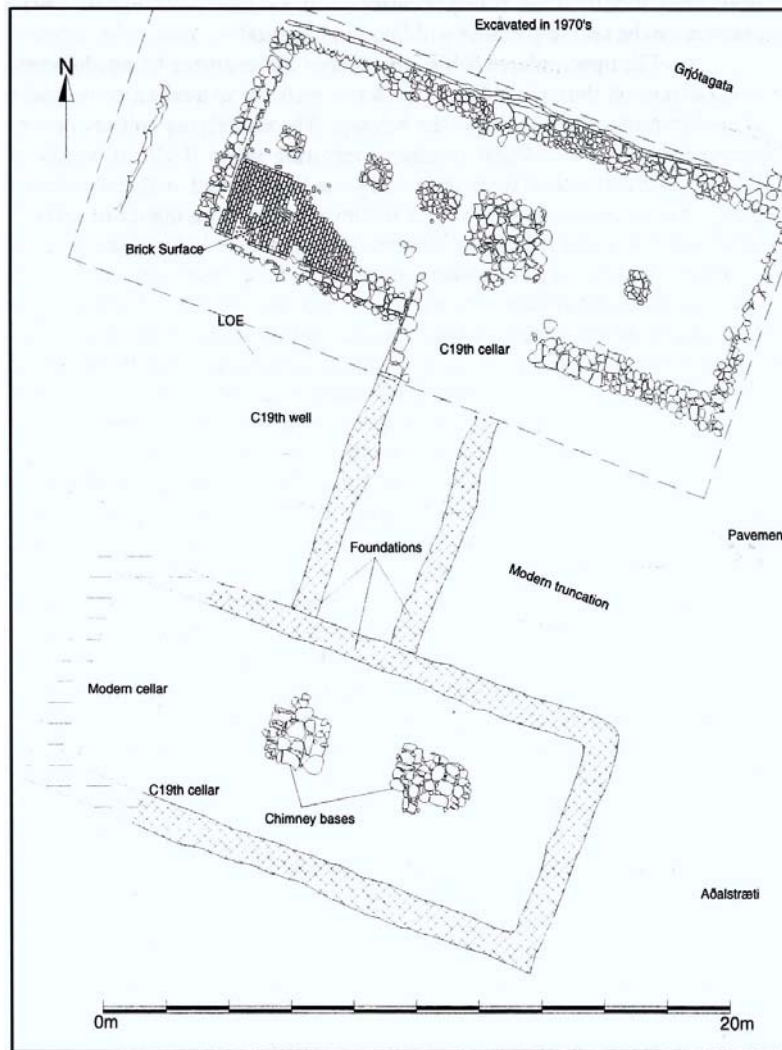 Excavated in 1970's
Grjótagata
N
Brick Surface
LOE
C19th cellar
C19th well
Pavemen
Foundations
Modern truncation
Modern cellar
C19th cellar
Chimney bases
Aðalstræti
0m
20m